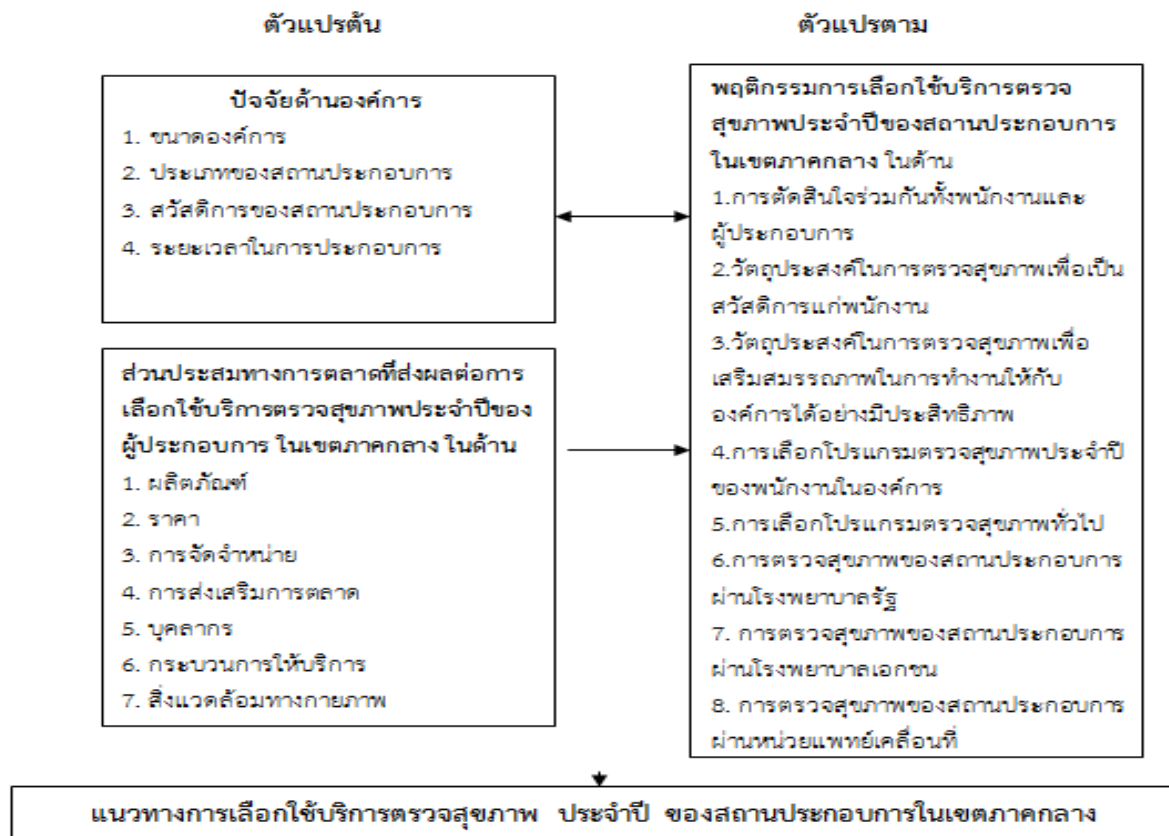 ตัวแปรต้น
ตัวแปรตาม
ปัจจัยด้านองค์การ
1. ขนาดองค์การ
2. ประเภทของสถานประกอบการ
3. สวัสดิการของสถานประกอบการ
4. ระยะเวลาในการประกอบการ
ส่วนประสมทางการตลาดที่ส่งผลต่อการ
เลือกใช้บริการตรวจสุขภาพประจำปีของ
ผู้ประกอบการ ในเขตภาคกลาง ในด้าน
1. ผลิตภัณฑ์
2. ราคา
3. การจัดจำหน่าย
4. การส่งเสริมการตลาด
5. บุคลากร
6. กระบวนการให้บริการ
7. สิ่งแวดล้อมทางกายภาพ
พฤติกรรมการเลือกใช้บริการตรวจ
สุขภาพประจำปีของสถานประกอบการ
ในเขตภาคกลาง ในด้าน
1.การตัดสินใจร่วมกันทั้งพนักงานและ
ผู้ประกอบการ
2.วัตถุประสงค์ในการตรวจสุขภาพเพื่อเป็น
สวัสดิการแก่พนักงาน
3.วัตถุประสงค์ในการตรวจสุขภาพเพื่อ
เสริมสมรรถภาพในการทำงานให้กับ
องค์การได้อย่างมีประสิทธิภาพ
4.การเลือกโปรแกรมตรวจสุขภาพประจำปี
ของพนักงานในองค์การ
5.การเลือกโปรแกรมตรวจสุขภาพทั่วไป
6.การตรวจสุขภาพของสถานประกอบการ
ผ่านโรงพยาบาลรัฐ
7. การตรวจสุขภาพของสถานประกอบการ
ผ่านโรงพยาบาลเอกชน
8. การตรวจสุขภาพของสถานประกอบการ
ผ่านหน่วยแพทย์เคลื่อนที่
แนวทางการเลือกใช้บริการตรวจสุขภาพ ประจำปี ของสถานประกอบการในเขตภาคกลาง